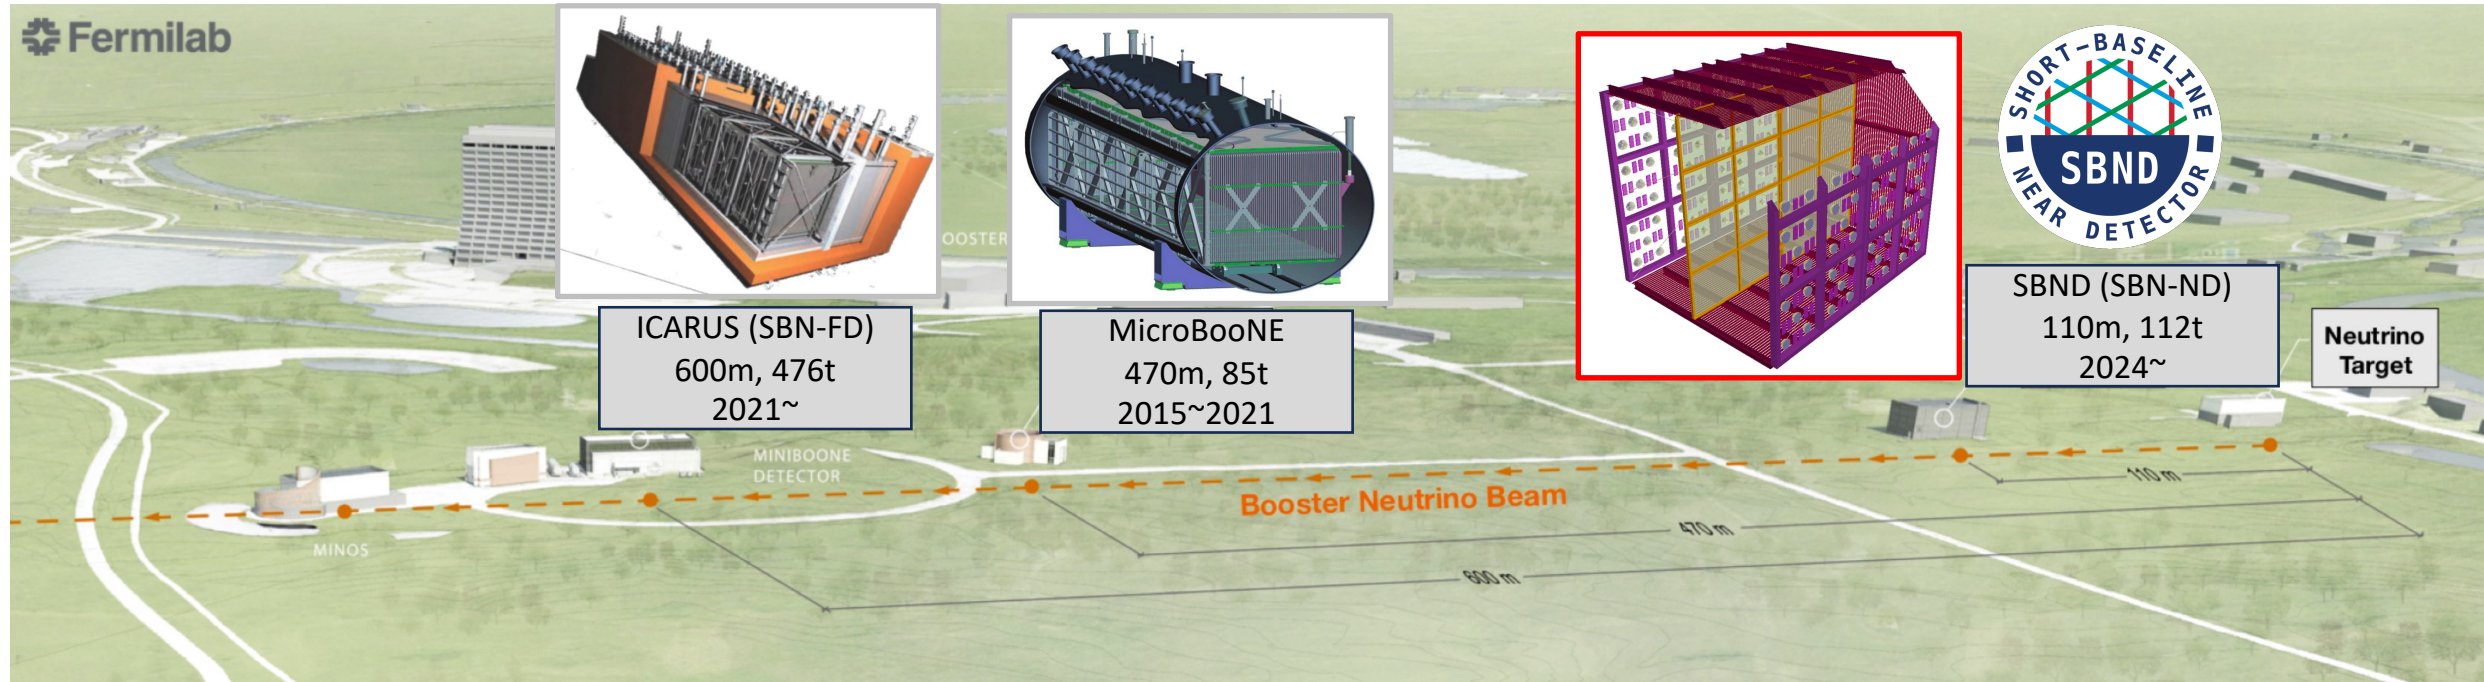 Fermilab
OOSTER
ICARUS (SBN-FD)
600m, 476t
2021~
MicroBooNE
470m, 85t
2015~2021
SHORT-BASELINE
SBND
NEAR DETECTOR
SBND (SBN-ND)
110m, 112t
2024~
Neutrino
Target
MINIBOONE
DETECTOR
MINOS
Booster Neutrino Beam
110 m
470 m
600 m